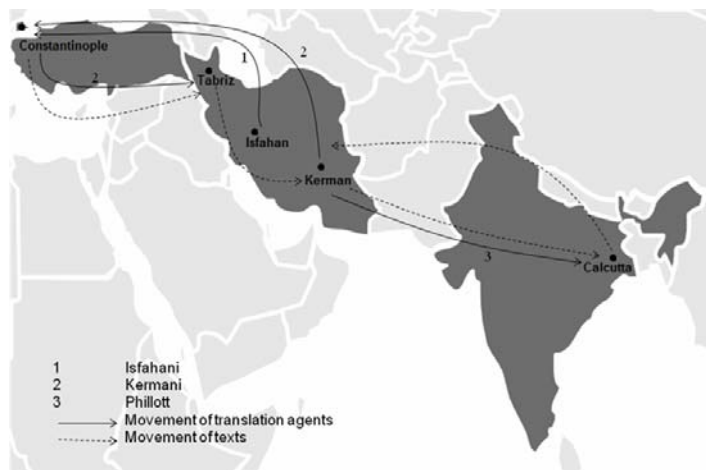 2
Constantinople
1
2
Tabriz
Isfahan
Kerman
3
Calcutta
1 Isfahani
2 Kermani
3 Phillott
Movement of translation agents
Movement of texts